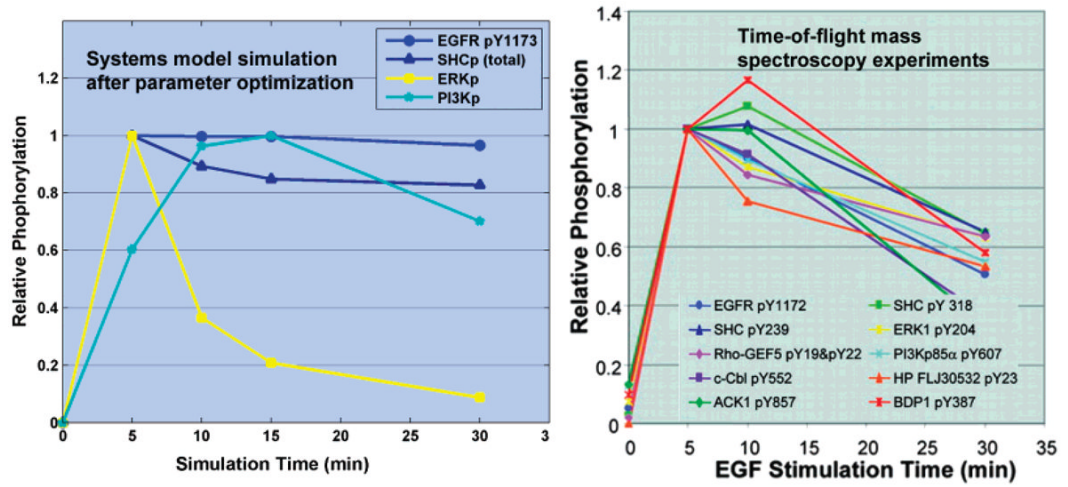 Systems model simulation
after parameter optimization
EGFR pY1173
SHCp (total)
ERKp
PI3Kp
Relative Phophorylation
1.2
1
0.8
0.6
0.4
0.2
0
0 5 10 15 20 25 30 3
Simulation Time (min)
Time-of-flight mass
spectroscopy experiments
Relative Phosphorylation
1.4
1.2
1
0.8
0.6
0.4
0.2
0
EGFR pY1172
SHC pY239
Rho-GEF5 pY19&pY22
c-Cbl pY552
ACK1 pY857
SHC pY 318
ERK1 pY204
PI3Kp85α pY607
HP FLJ30532 pY23
BDP1 pY387
0 5 10 15 20 25 30 35
EGF Stimulation Time (min)